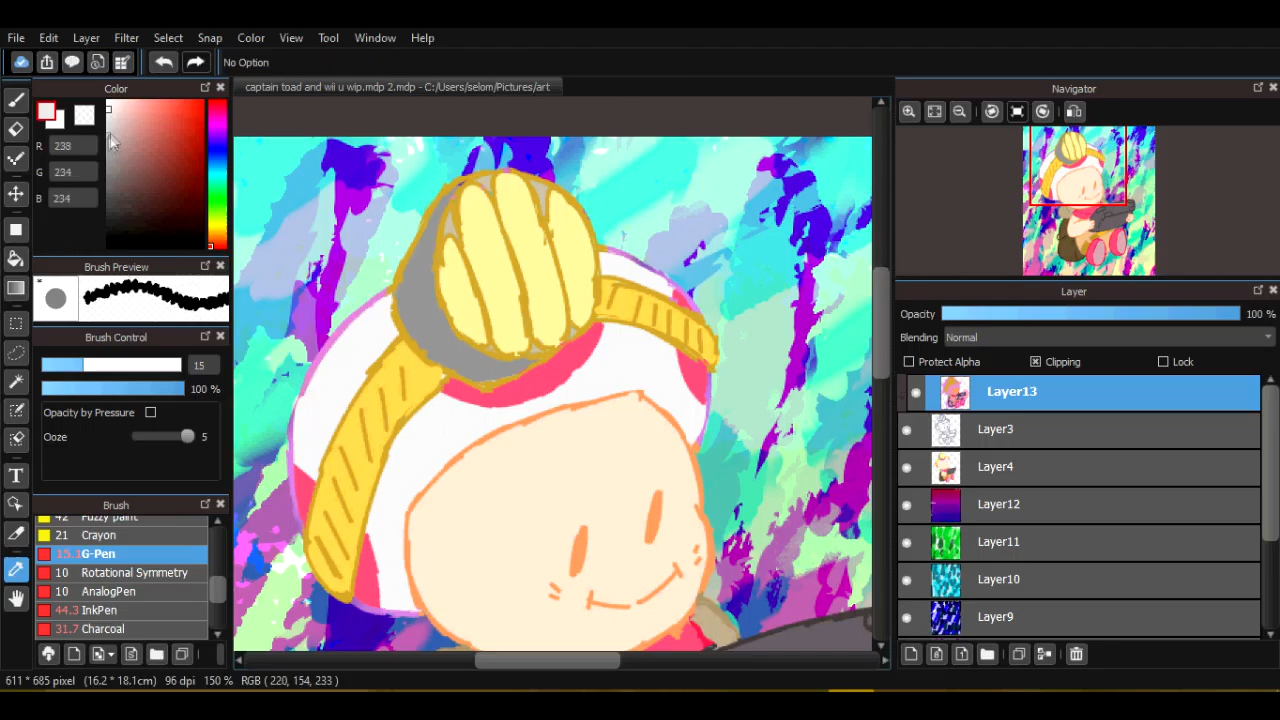 File Edit Layer Filter Select Snap Color View Tool Window Help
No Option
Color
captain toad and wii u wip.mdp 2.mdp - C:/Users/selom/Pictures/art
Navigator
R 238
G 234
B 234
Brush Preview
Layer
Opacity 100 %
Brush Control
Blending Normal
15
Protect Alpha Clipping Lock
100 %
Layer13
Opacity by Pressure
Layer3
Ooze 5
Layer4
Brush
Layer12
42 Fuzzy paint
21 Crayon
15.1 G-Pen
Layer11
10 Rotational Symmetry
Layer10
10 AnalogPen
44.3 InkPen
Layer9
31.7 Charcoal
611 * 685 pixel (16.2 * 18.1cm) 96 dpi 150 % RGB ( 220, 154, 233 )